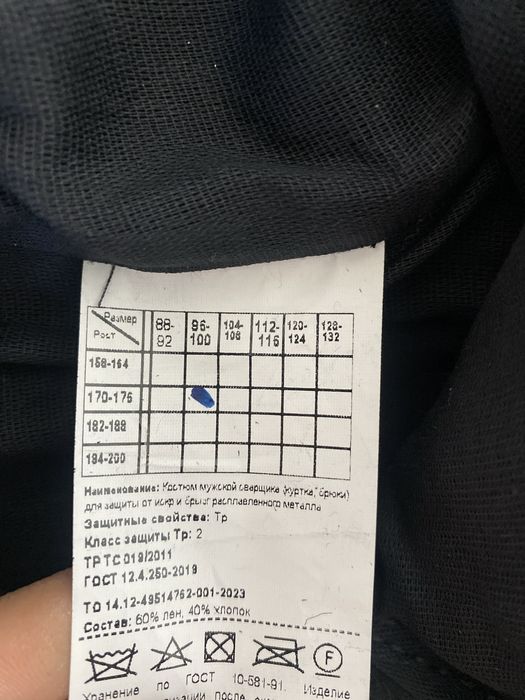 Размер
Рост
88-92 96-100 104-108 112-116 120-124 128-132
158-164
170-176
182-188
194-200
Наименование: Костюм мужской сварщика (куртка, брюки)
для защиты от искр и брызг расплавленного металла
Защитные свойства: Тр
Класс защиты Тр: 2
ТР ТС 019/2011
ГОСТ 12.4.250-2019
ТО 14.12-49514762-001-2023
Состав: 60% лен, 40% хлопок
F
Хранение по ГОСТ 10-581-91. Изделие
после